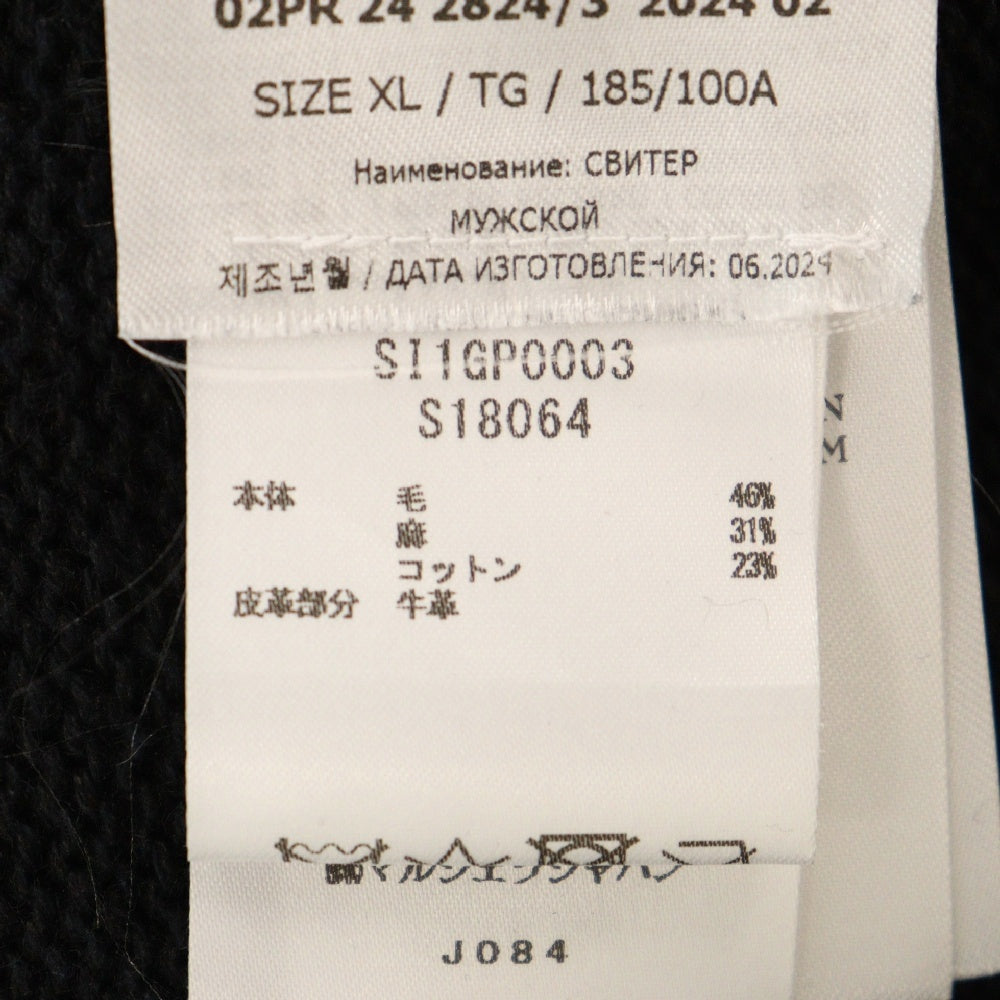 02PR 24 2824/3 2024 02
SIZE XL / TG / 185/100A
Наименование: СВИТЕР
МУЖСКОЙ
제조년월 / ДАТА ИЗГОТОВЛЕНИЯ: 06.2024
SI1GP0003
S18064
N
M
本体 毛 46%
麻 31%
コットン 23%
皮革部分 牛革
J084